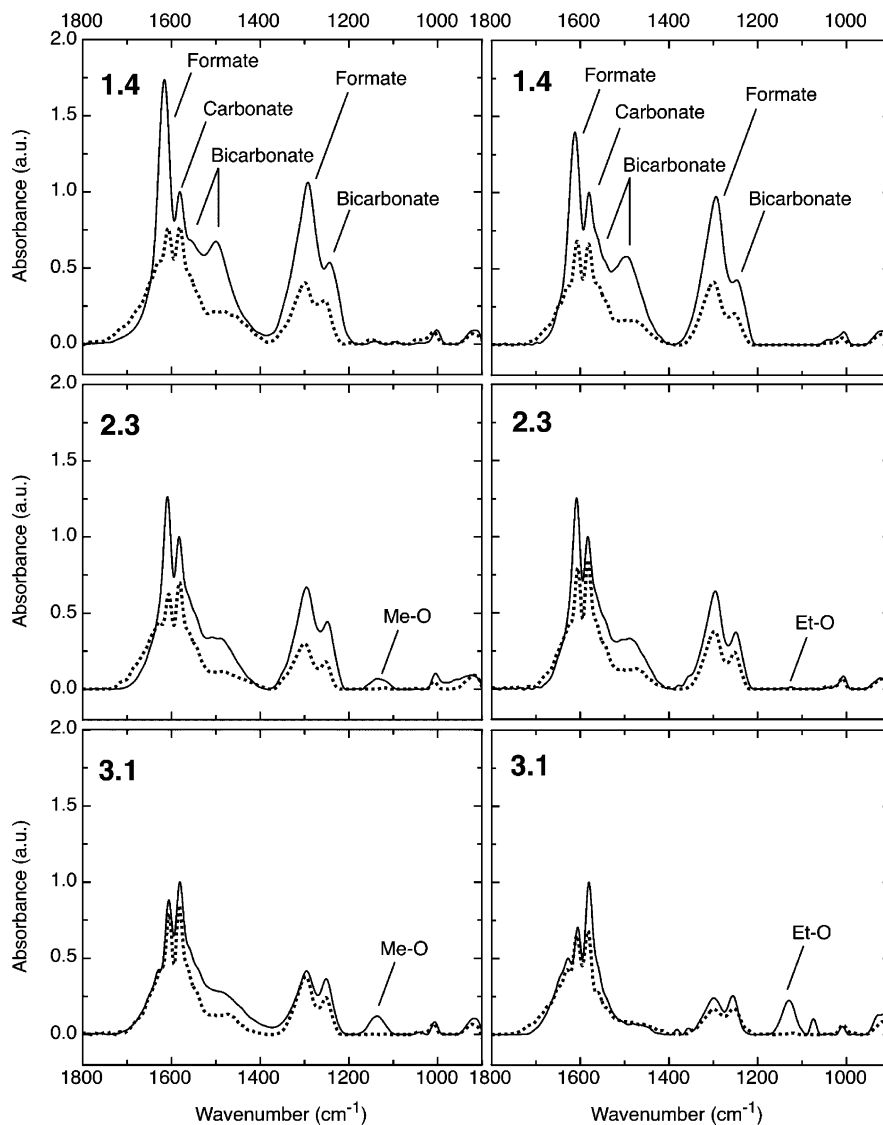 1800 1600 1400 1200 1000 1800 1600 1400 1200 1000
2.0
1.5
1.0
0.5
0.0
Absorbance (a.u.)
1.4
Formate
Carbonate
Bicarbonate
Formate
Bicarbonate
1.4
Formate
Carbonate
Bicarbonate
Formate
Bicarbonate
2.0
1.5
1.0
0.5
0.0
Absorbance (a.u.)
2.3
Me-O
2.3
Et-O
2.0
1.5
1.0
0.5
0.0
Absorbance (a.u.)
3.1
Me-O
3.1
Et-O
1800 1600 1400 1200 1000 1800 1600 1400 1200 1000
Wavenumber (cm⁻¹) Wavenumber (cm⁻¹)